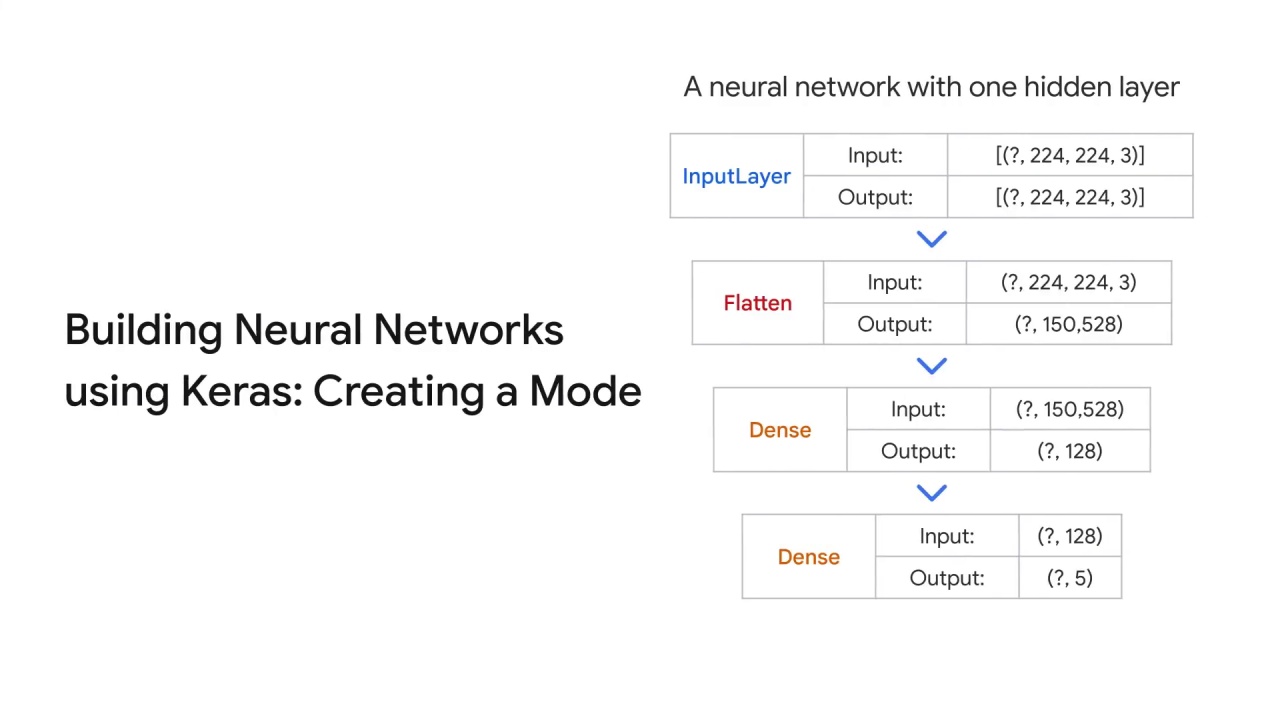 A neural network with one hidden layer
InputLayer
Input:
[(?, 224, 224, 3)]
Output:
[(?, 224, 224, 3)]
Flatten
Input:
(?, 224, 224, 3)
Output:
(?, 150,528)
Building Neural Networks
using Keras: Creating a Mode
Dense
Input:
(?, 150,528)
Output:
(?, 128)
Dense
Input:
(?, 128)
Output:
(?, 5)